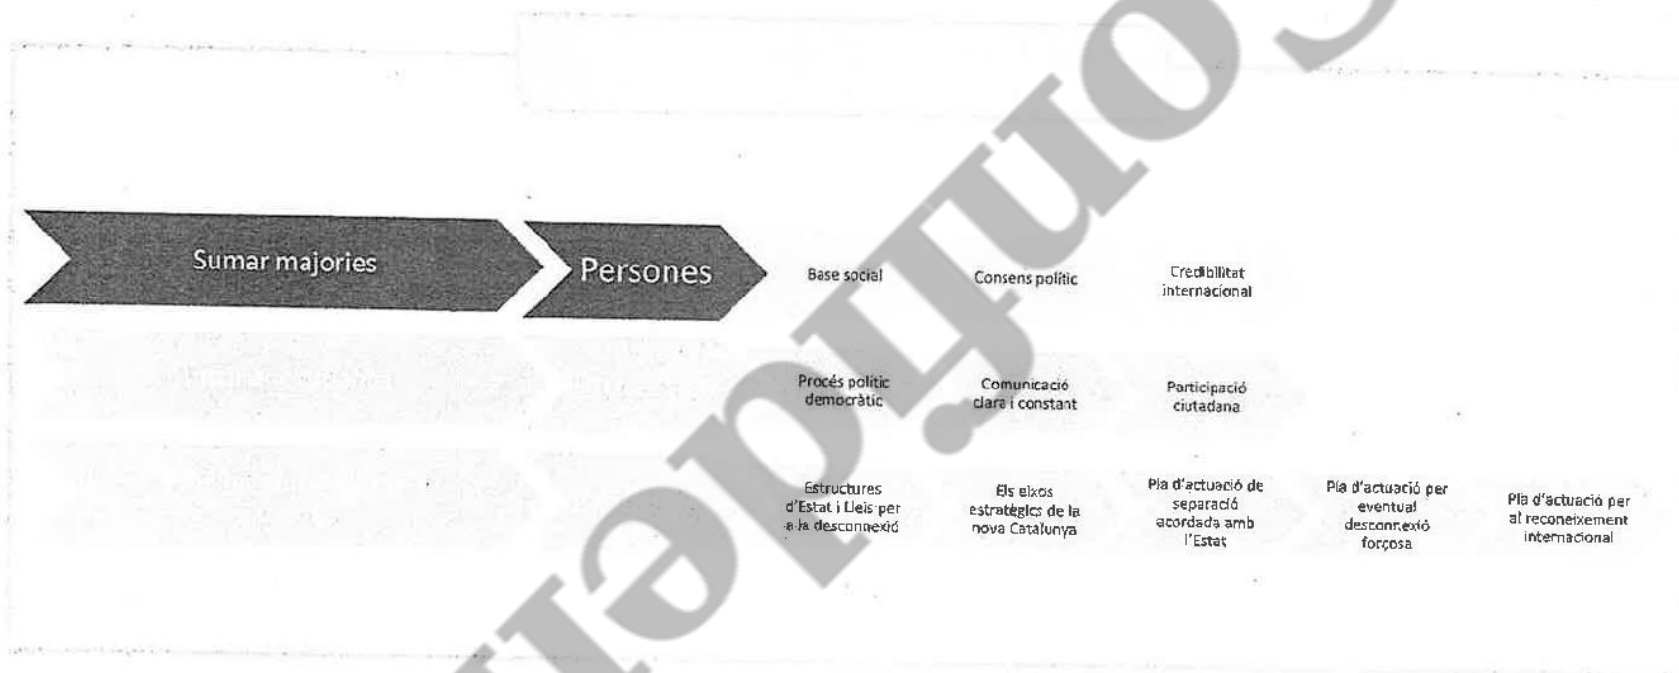 Sumar majories
Persones
Base social
Consens polític
Credibilitat
internacional
Procés polític
democràtic
Comunicació
clara i constant
Participació
ciutadana
Estructures
d'Estat i Lleis per
a la desconnexió
Els eixos
estratègics de la
nova Catalunya
Pla d'actuació de
separació
acordada amb
l'Estat
Pla d'actuació per
eventual
desconnexió
forçosa
Pla d'actuació per
al reconeixement
internacional